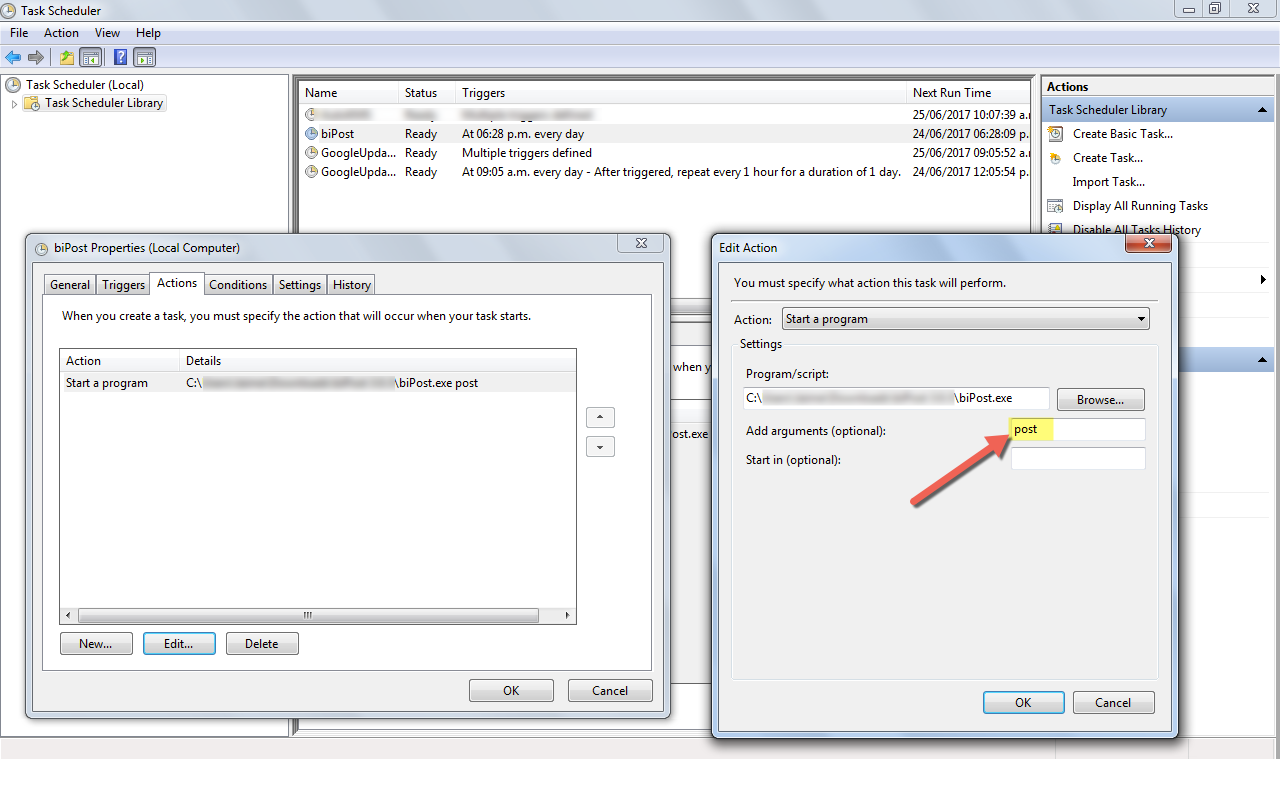 Task Scheduler
File Action View Help
Task Scheduler (Local)
Task Scheduler Library
Name Status Triggers Next Run Time
25/06/2017 10:07:39 a.m
biPost Ready At 06:28 p.m. every day 24/06/2017 06:28:09 p.
GoogleUpda... Ready Multiple triggers defined 25/06/2017 09:05:52 a.m
GoogleUpda... Ready At 09:05 a.m. every day - After triggered, repeat every 1 hour for a duration of 1 day. 24/06/2017 12:05:54 p.
Actions
Task Scheduler Library
Create Basic Task...
Create Task...
Import Task...
Display All Running Tasks
Disable All Tasks History
biPost Properties (Local Computer)
General Triggers Actions Conditions Settings History
When you create a task, you must specify the action that will occur when your task starts.
Action Details
Start a program C:\ \biPost.exe post
New... Edit... Delete
OK Cancel
when y
ost.exe
Edit Action
You must specify what action this task will perform.
Action: Start a program
Settings
Program/script:
C:\ \biPost.exe Browse...
Add arguments (optional): post
Start in (optional):
OK Cancel